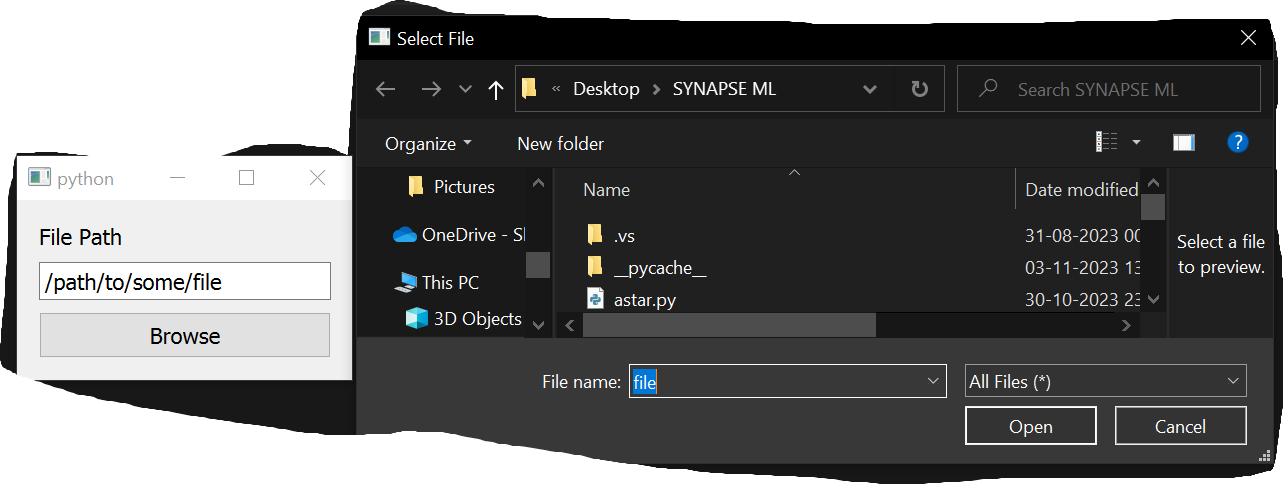 python
File Path
/path/to/some/file
Browse
Select File
« Desktop > SYNAPSE ML
Search SYNAPSE ML
Organize
New folder
?
Pictures
OneDrive - Sl
This PC
3D Objects
Name
Date modified
.vs
31-08-2023 00
__pycache__
03-11-2023 13
astar.py
30-10-2023 23
Select a file
to preview.
File name: file
All Files (*)
Open
Cancel